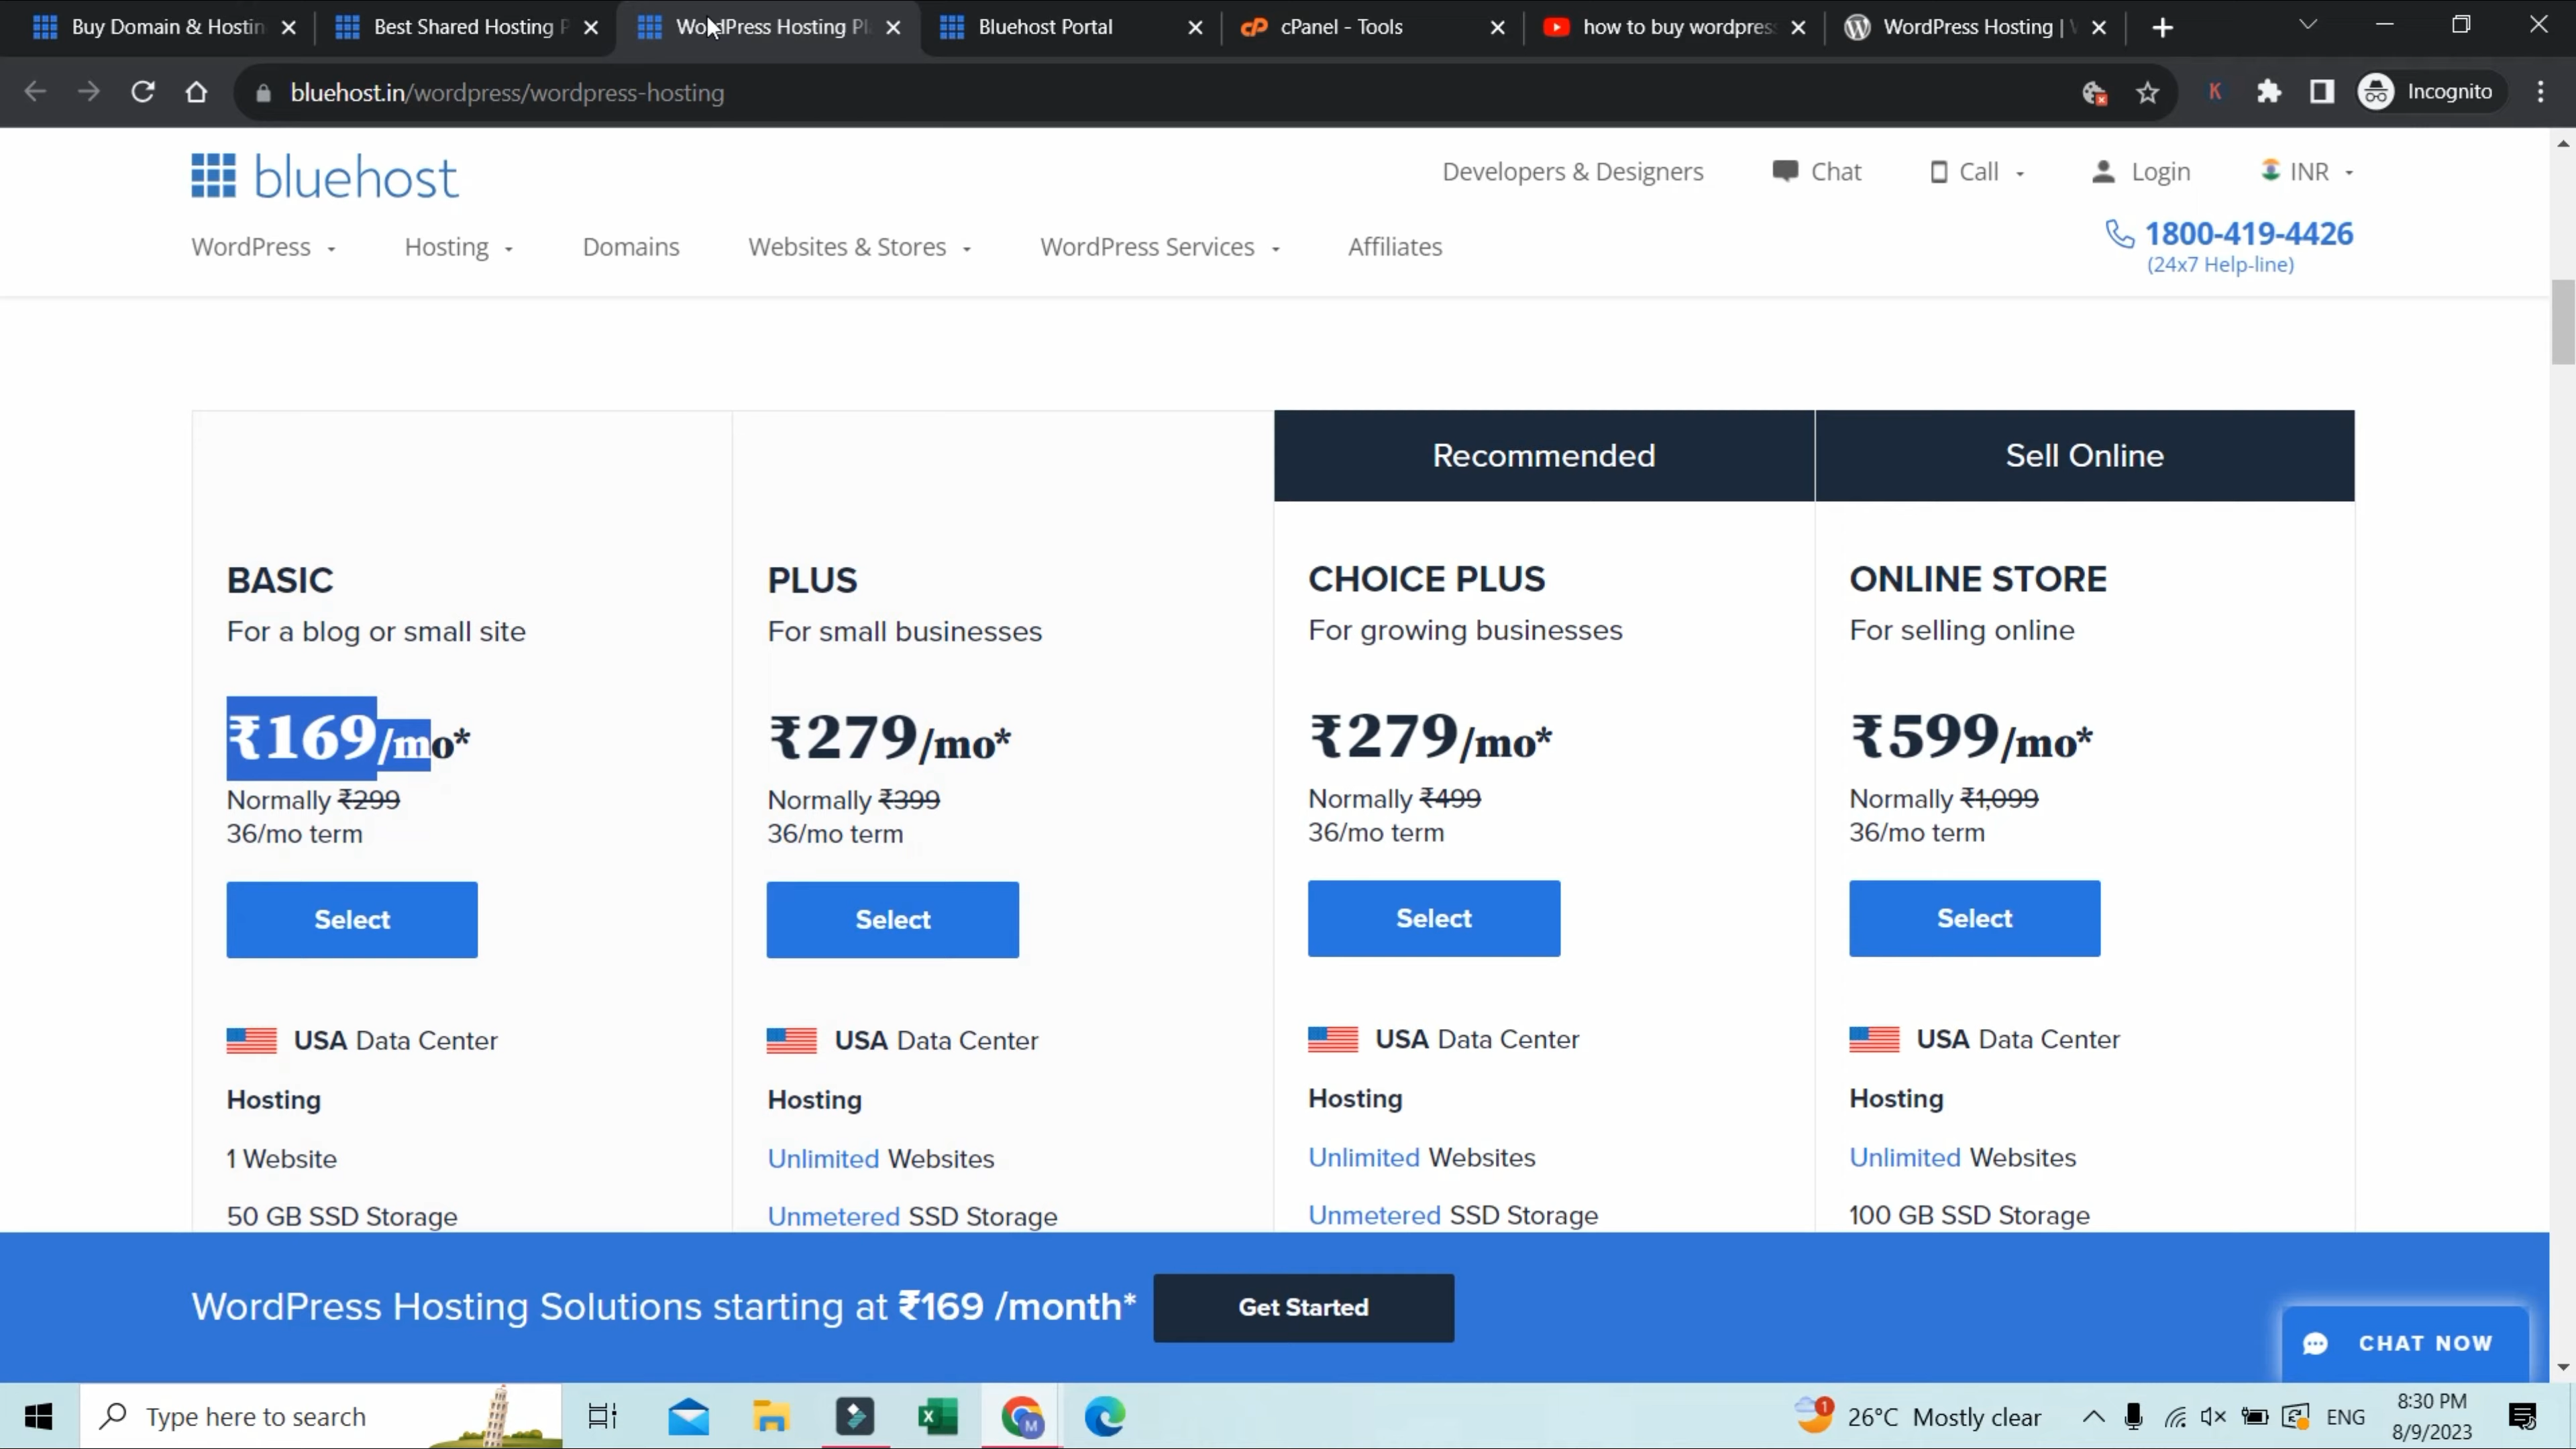 Buy Domain & Hostin
Best Shared Hosting P
WordPress Hosting Pl
Bluehost Portal
cPanel - Tools
how to buy wordpres
WordPress Hosting |
bluehost.in/wordpress/wordpress-hosting
K
Incognito
bluehost
Developers & Designers
Chat
Call
Login
INR
WordPress
Hosting
Domains
Websites & Stores
WordPress Services
Affiliates
1800-419-4426
(24x7 Help-line)
Recommended
Sell Online
BASIC
For a blog or small site
₹169/mo*
Normally ₹299
36/mo term
Select
USA Data Center
Hosting
1 Website
50 GB SSD Storage
PLUS
For small businesses
₹279/mo*
Normally ₹399
36/mo term
Select
USA Data Center
Hosting
Unlimited Websites
Unmetered SSD Storage
CHOICE PLUS
For growing businesses
₹279/mo*
Normally ₹499
36/mo term
Select
USA Data Center
Hosting
Unlimited Websites
Unmetered SSD Storage
ONLINE STORE
For selling online
₹599/mo*
Normally ₹1,099
36/mo term
Select
USA Data Center
Hosting
Unlimited Websites
100 GB SSD Storage
WordPress Hosting Solutions starting at ₹169 /month*
Get Started
CHAT NOW
Type here to search
M
1
26°C Mostly clear
ENG
8:30 PM
8/9/2023